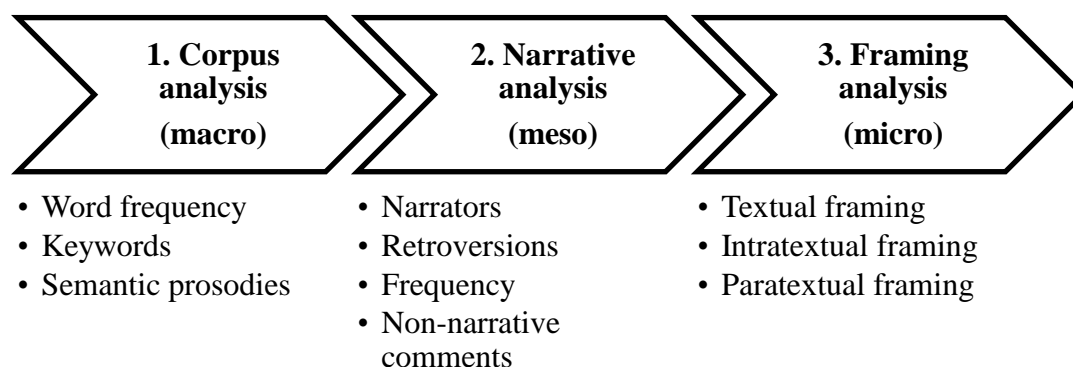 1. Corpus
analysis
(macro)
• Word frequency
• Keywords
• Semantic prosodies
2. Narrative
analysis
(meso)
• Narrators
• Retroversions
• Frequency
• Non-narrative
comments
3. Framing
analysis
(micro)
• Textual framing
• Intratextual framing
• Paratextual framing